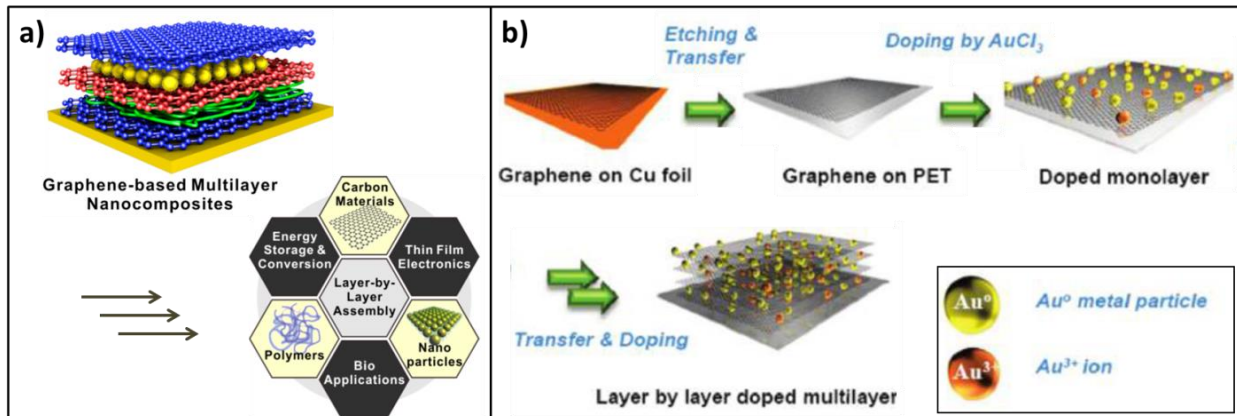 a)
Graphene-based Multilayer
Nanocomposites
Carbon
Materials
Energy
Storage &
Conversion
Thin Film
Electronics
Layer-by-
Layer
Assembly
Polymers
Nano
particles
Bio
Applications
b)
Etching &
Transfer
Doping by AuCl₃
Graphene on Cu foil
Graphene on PET
Doped monolayer
Transfer & Doping
Layer by layer doped multilayer
Au⁰
Au⁰ metal particle
Au³⁺
Au³⁺ ion